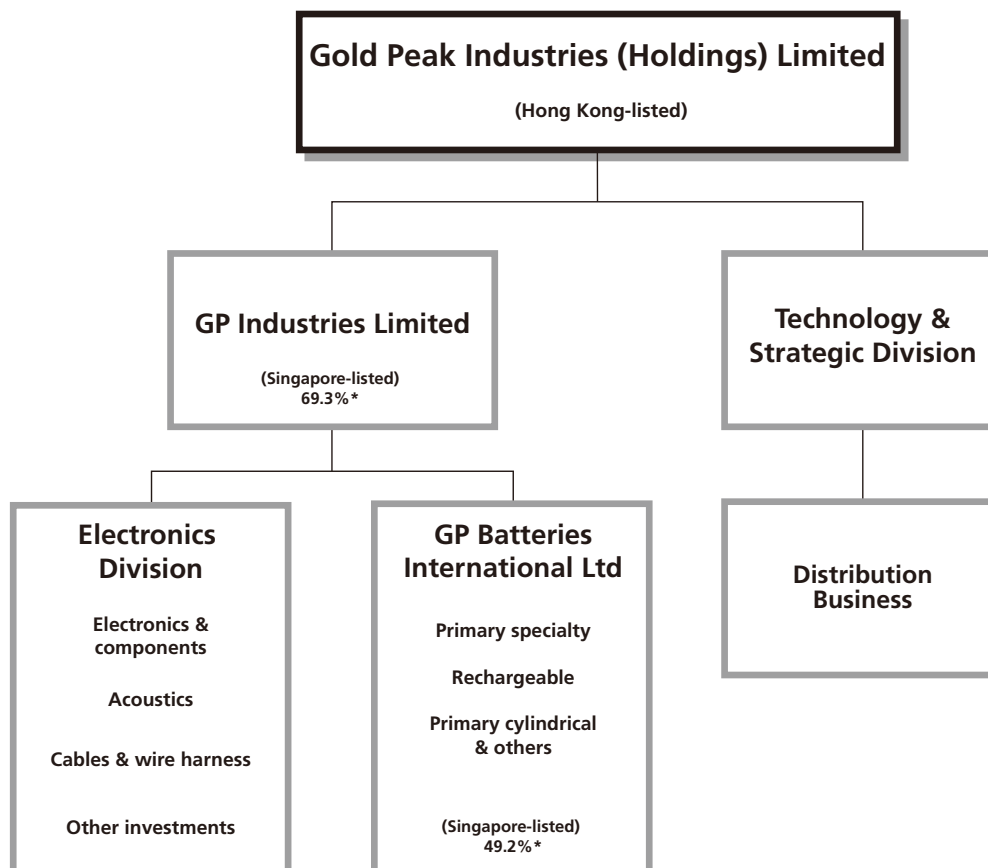 Gold Peak Industries (Holdings) Limited
(Hong Kong-listed)
GP Industries Limited
(Singapore-listed)
69.3%*
Technology &
Strategic Division
Electronics
Division
Electronics &
components
Acoustics
Cables & wire harness
Other investments
GP Batteries
International Ltd
Primary specialty
Rechargeable
Primary cylindrical
& others
(Singapore-listed)
49.2%*
Distribution
Business